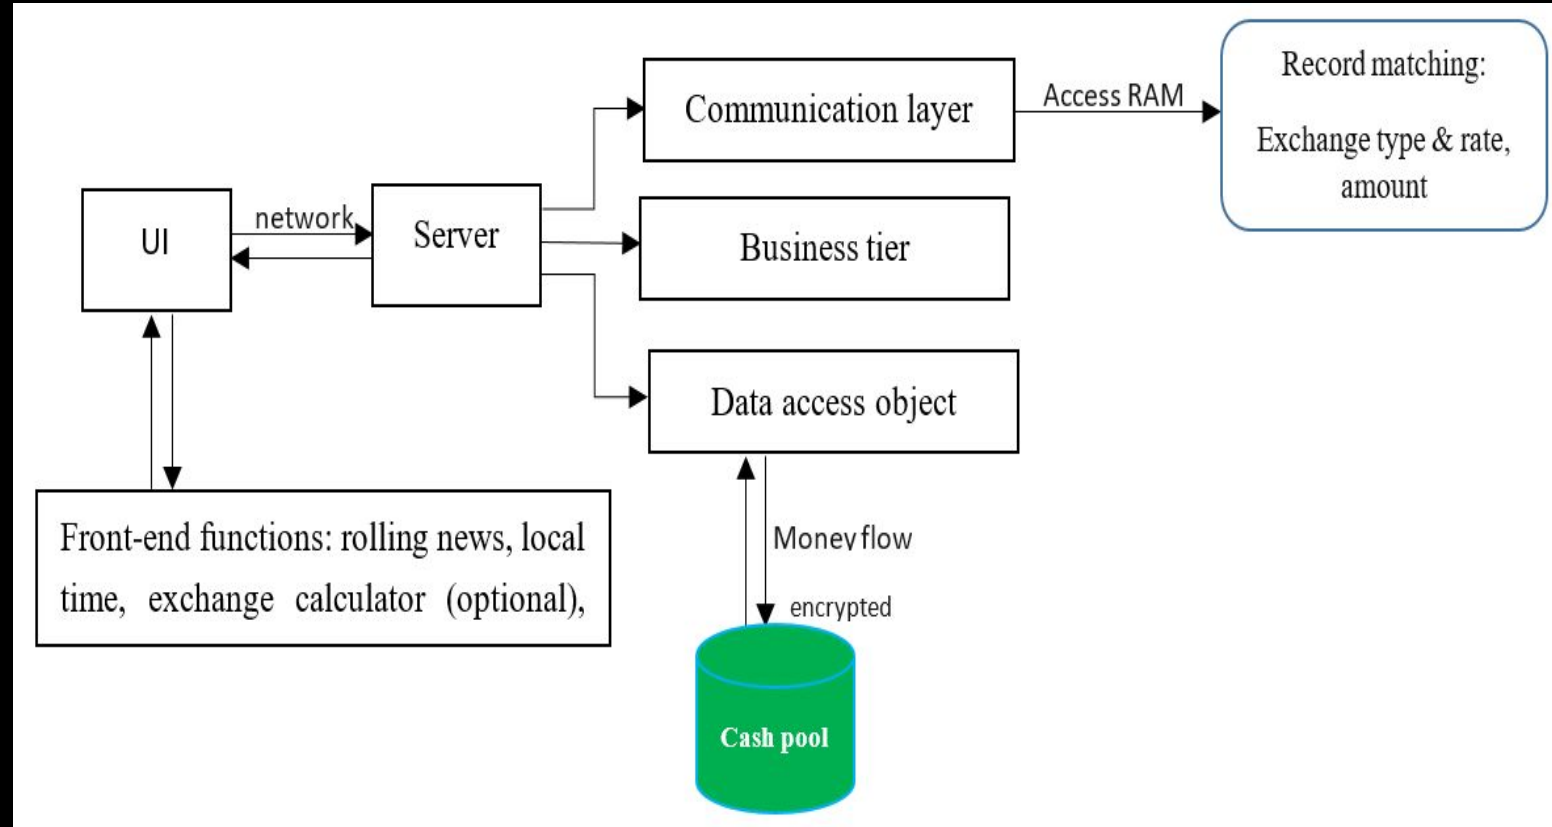 Communication layer
Access RAM
Record matching:
Exchange type & rate,
amount
UI
network
Server
Business tier
Data access object
Front-end functions: rolling news, local
time, exchange calculator (optional),
Money flow
encrypted
Cash pool